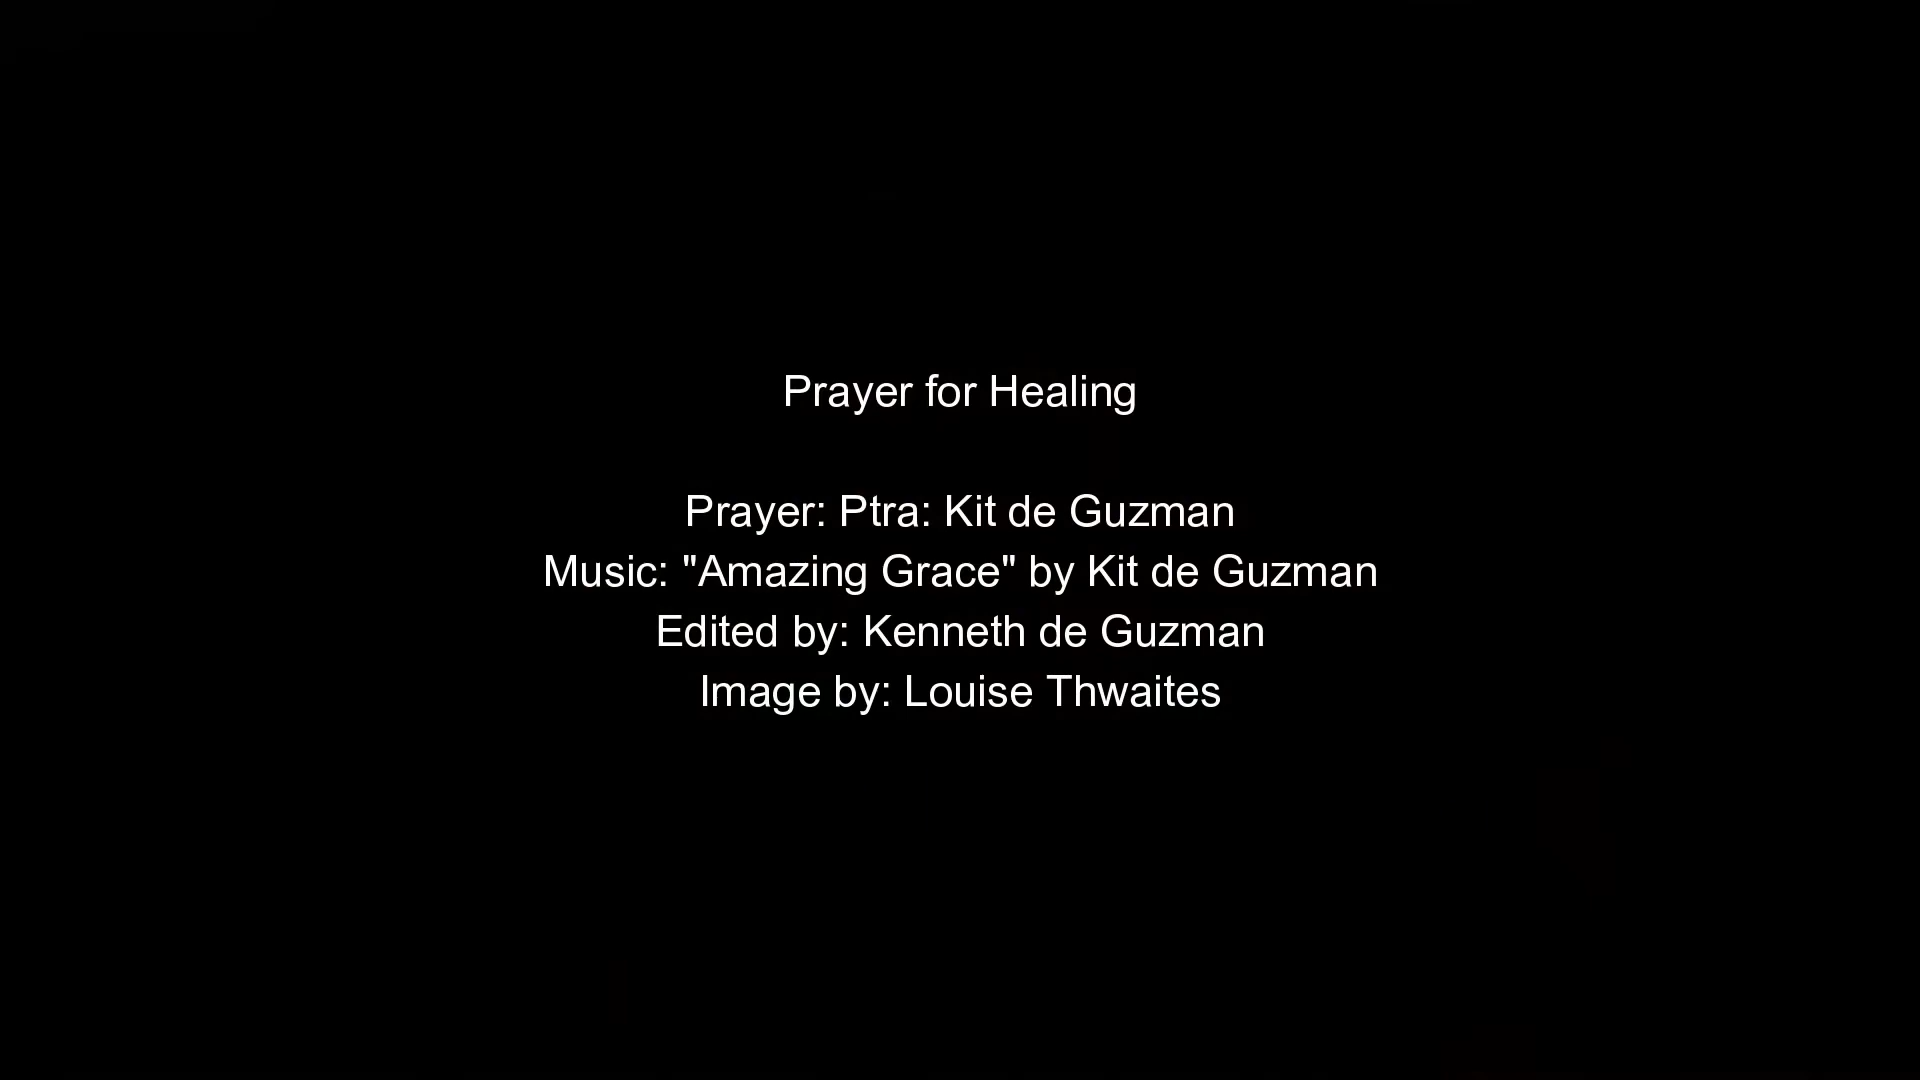 Prayer for Healing
Prayer: Ptra: Kit de Guzman
Music: "Amazing Grace" by Kit de Guzman
Edited by: Kenneth de Guzman
Image by: Louise Thwaites